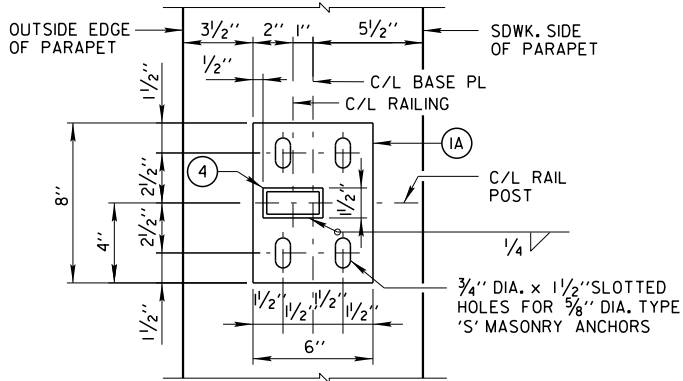 OUTSIDE EDGE
OF PARAPET
3½"
2"
1"
5½"
SDWK. SIDE
OF PARAPET
½"
C/L BASE PL
C/L RAILING
1½"
1A
4
8"
2½"
1½"
C/L RAIL
POST
4"
2½"
¼
1½"
1½"
1½"
1½"
1½"
6"
¾" DIA. x 1½" SLOTTED
HOLES FOR ⅝" DIA. TYPE
'S' MASONRY ANCHORS